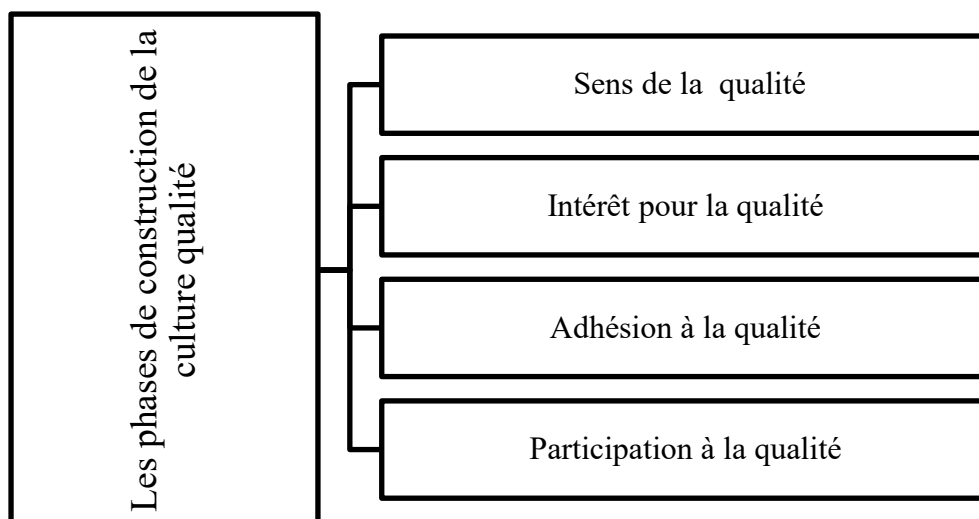 Les phases de construction de la
culture qualité
Sens de la  qualité
Intérêt pour la qualité
Adhésion à la qualité
Participation à la qualité